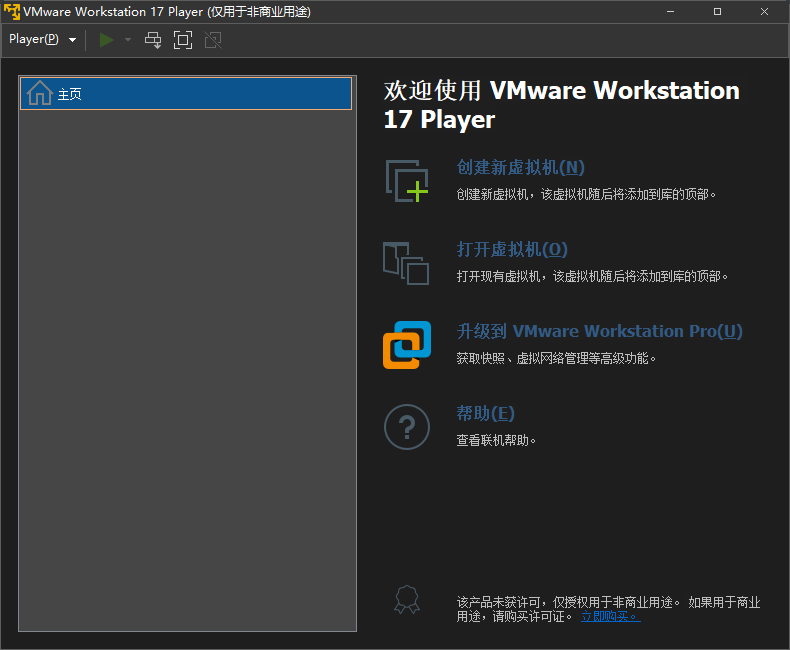 VMware Workstation 17 Player (仅用于非商业用途)
Player(P)
主页
欢迎使用 VMware Workstation
17 Player
创建新虚拟机(N)
创建新虚拟机，该虚拟机随后将添加到库的顶部。
打开虚拟机(O)
打开现有虚拟机，该虚拟机随后将添加到库的顶部。
升级到 VMware Workstation Pro(U)
获取快照、虚拟网络管理等高级功能。
帮助(E)
查看联机帮助。
该产品未获许可，仅授权用于非商业用途。 如果用于商业
用途，请购买许可证。 立即购买。